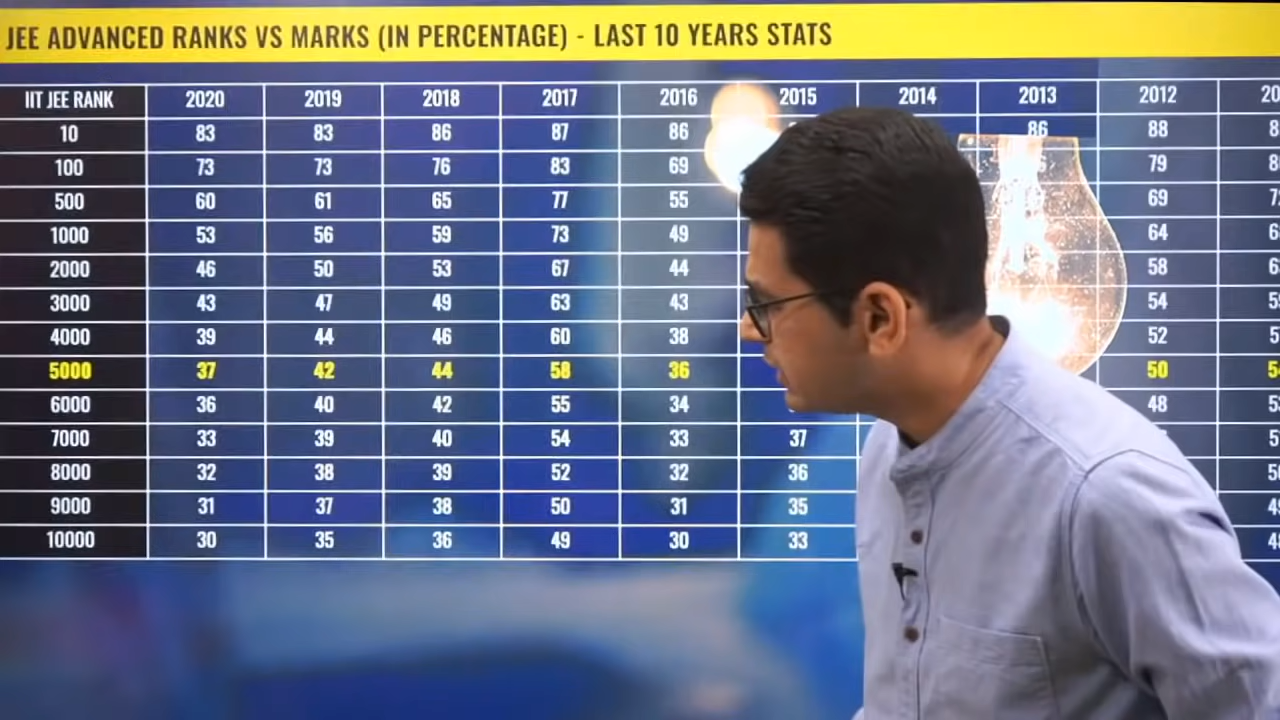 JEE ADVANCED RANKS VS MARKS (IN PERCENTAGE) - LAST 10 YEARS STATS
IIT JEE RANK 2020 2019 2018 2017 2016 2015 2014 2013 2012
10 83 83 86 87 86 86 88
100 73 73 76 83 69 79
500 60 61 65 77 55 69
1000 53 56 59 73 49 64
2000 46 50 53 67 44 58
3000 43 47 49 63 43 54
4000 39 44 46 60 38 52
5000 37 42 44 58 36 50
6000 36 40 42 55 34 48
7000 33 39 40 54 33 37
8000 32 38 39 52 32 36
9000 31 37 38 50 31 35
10000 30 35 36 49 30 33